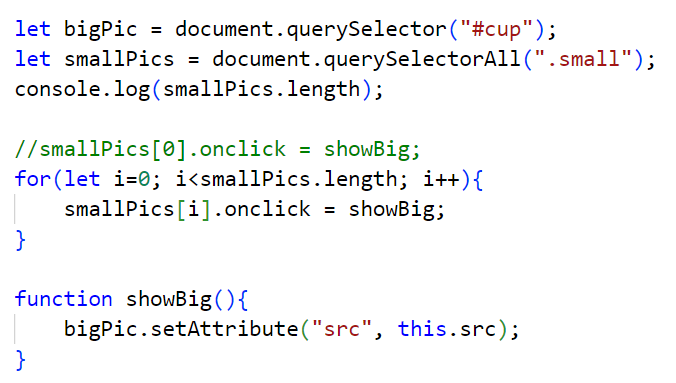 let bigPic = document.querySelector("#cup");
let smallPics = document.querySelectorAll(".small");
console.log(smallPics.length);
//smallPics[0].onclick = showBig;
for(let i=0; i<smallPics.length; i++){
    smallPics[i].onclick = showBig;
}
function showBig(){
    bigPic.setAttribute("src", this.src);
}